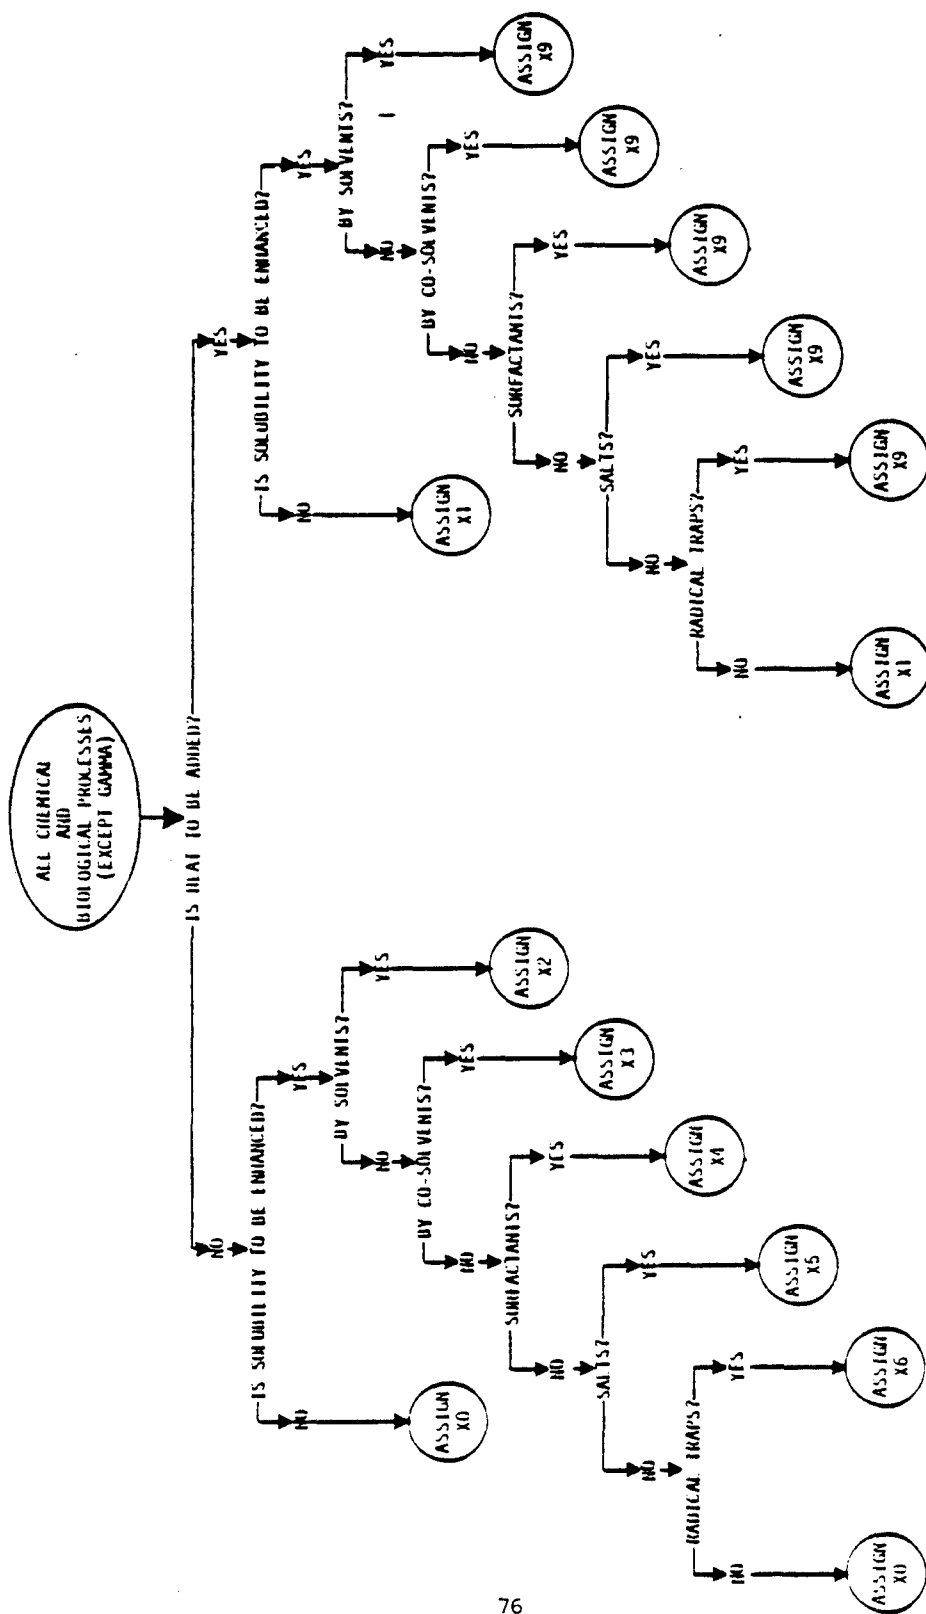 ALL CHEMICAL
AND
BIOLOGICAL PROCESSES
(EXCEPT GAMMA)
IS HEAT TO BE ADDED?
NO
IS SOLUBILITY TO BE ENHANCED?
NO
ASSIGN
X0
YES
BY SOLVENTS?
YES
ASSIGN
X2
NO
BY CO-SOLVENTS?
YES
ASSIGN
X3
NO
SURFACTANTS?
YES
ASSIGN
X4
NO
SALTS?
YES
ASSIGN
X5
NO
RADICAL TRAPS?
YES
ASSIGN
X6
NO
ASSIGN
X0
YES
IS SOLUBILITY TO BE ENHANCED?
NO
ASSIGN
X1
YES
BY SOLVENTS?
YES
ASSIGN
X9
NO
BY CO-SOLVENTS?
YES
ASSIGN
X9
NO
SURFACTANTS?
YES
ASSIGN
X9
NO
SALTS?
YES
ASSIGN
X9
NO
RADICAL TRAPS?
YES
ASSIGN
X9
NO
ASSIGN
X1
76